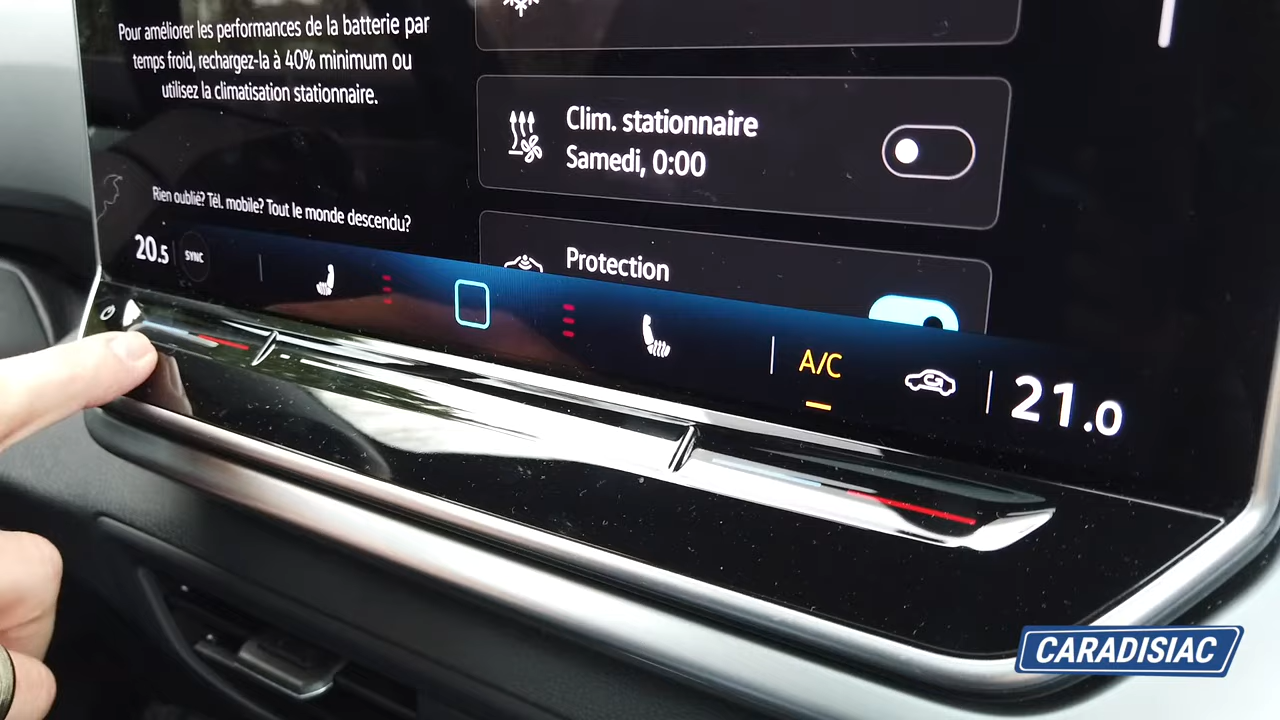 Pour améliorer les performances de la batterie par
temps froid, rechargez-la à 40% minimum ou
utilisez la climatisation stationnaire.
Clim. stationnaire
Samedi, 0:00
Rien oublié? Tél. mobile? Tout le monde descendu?
Protection
20.5
SYNC
A/C
21.0
CARADISIAC